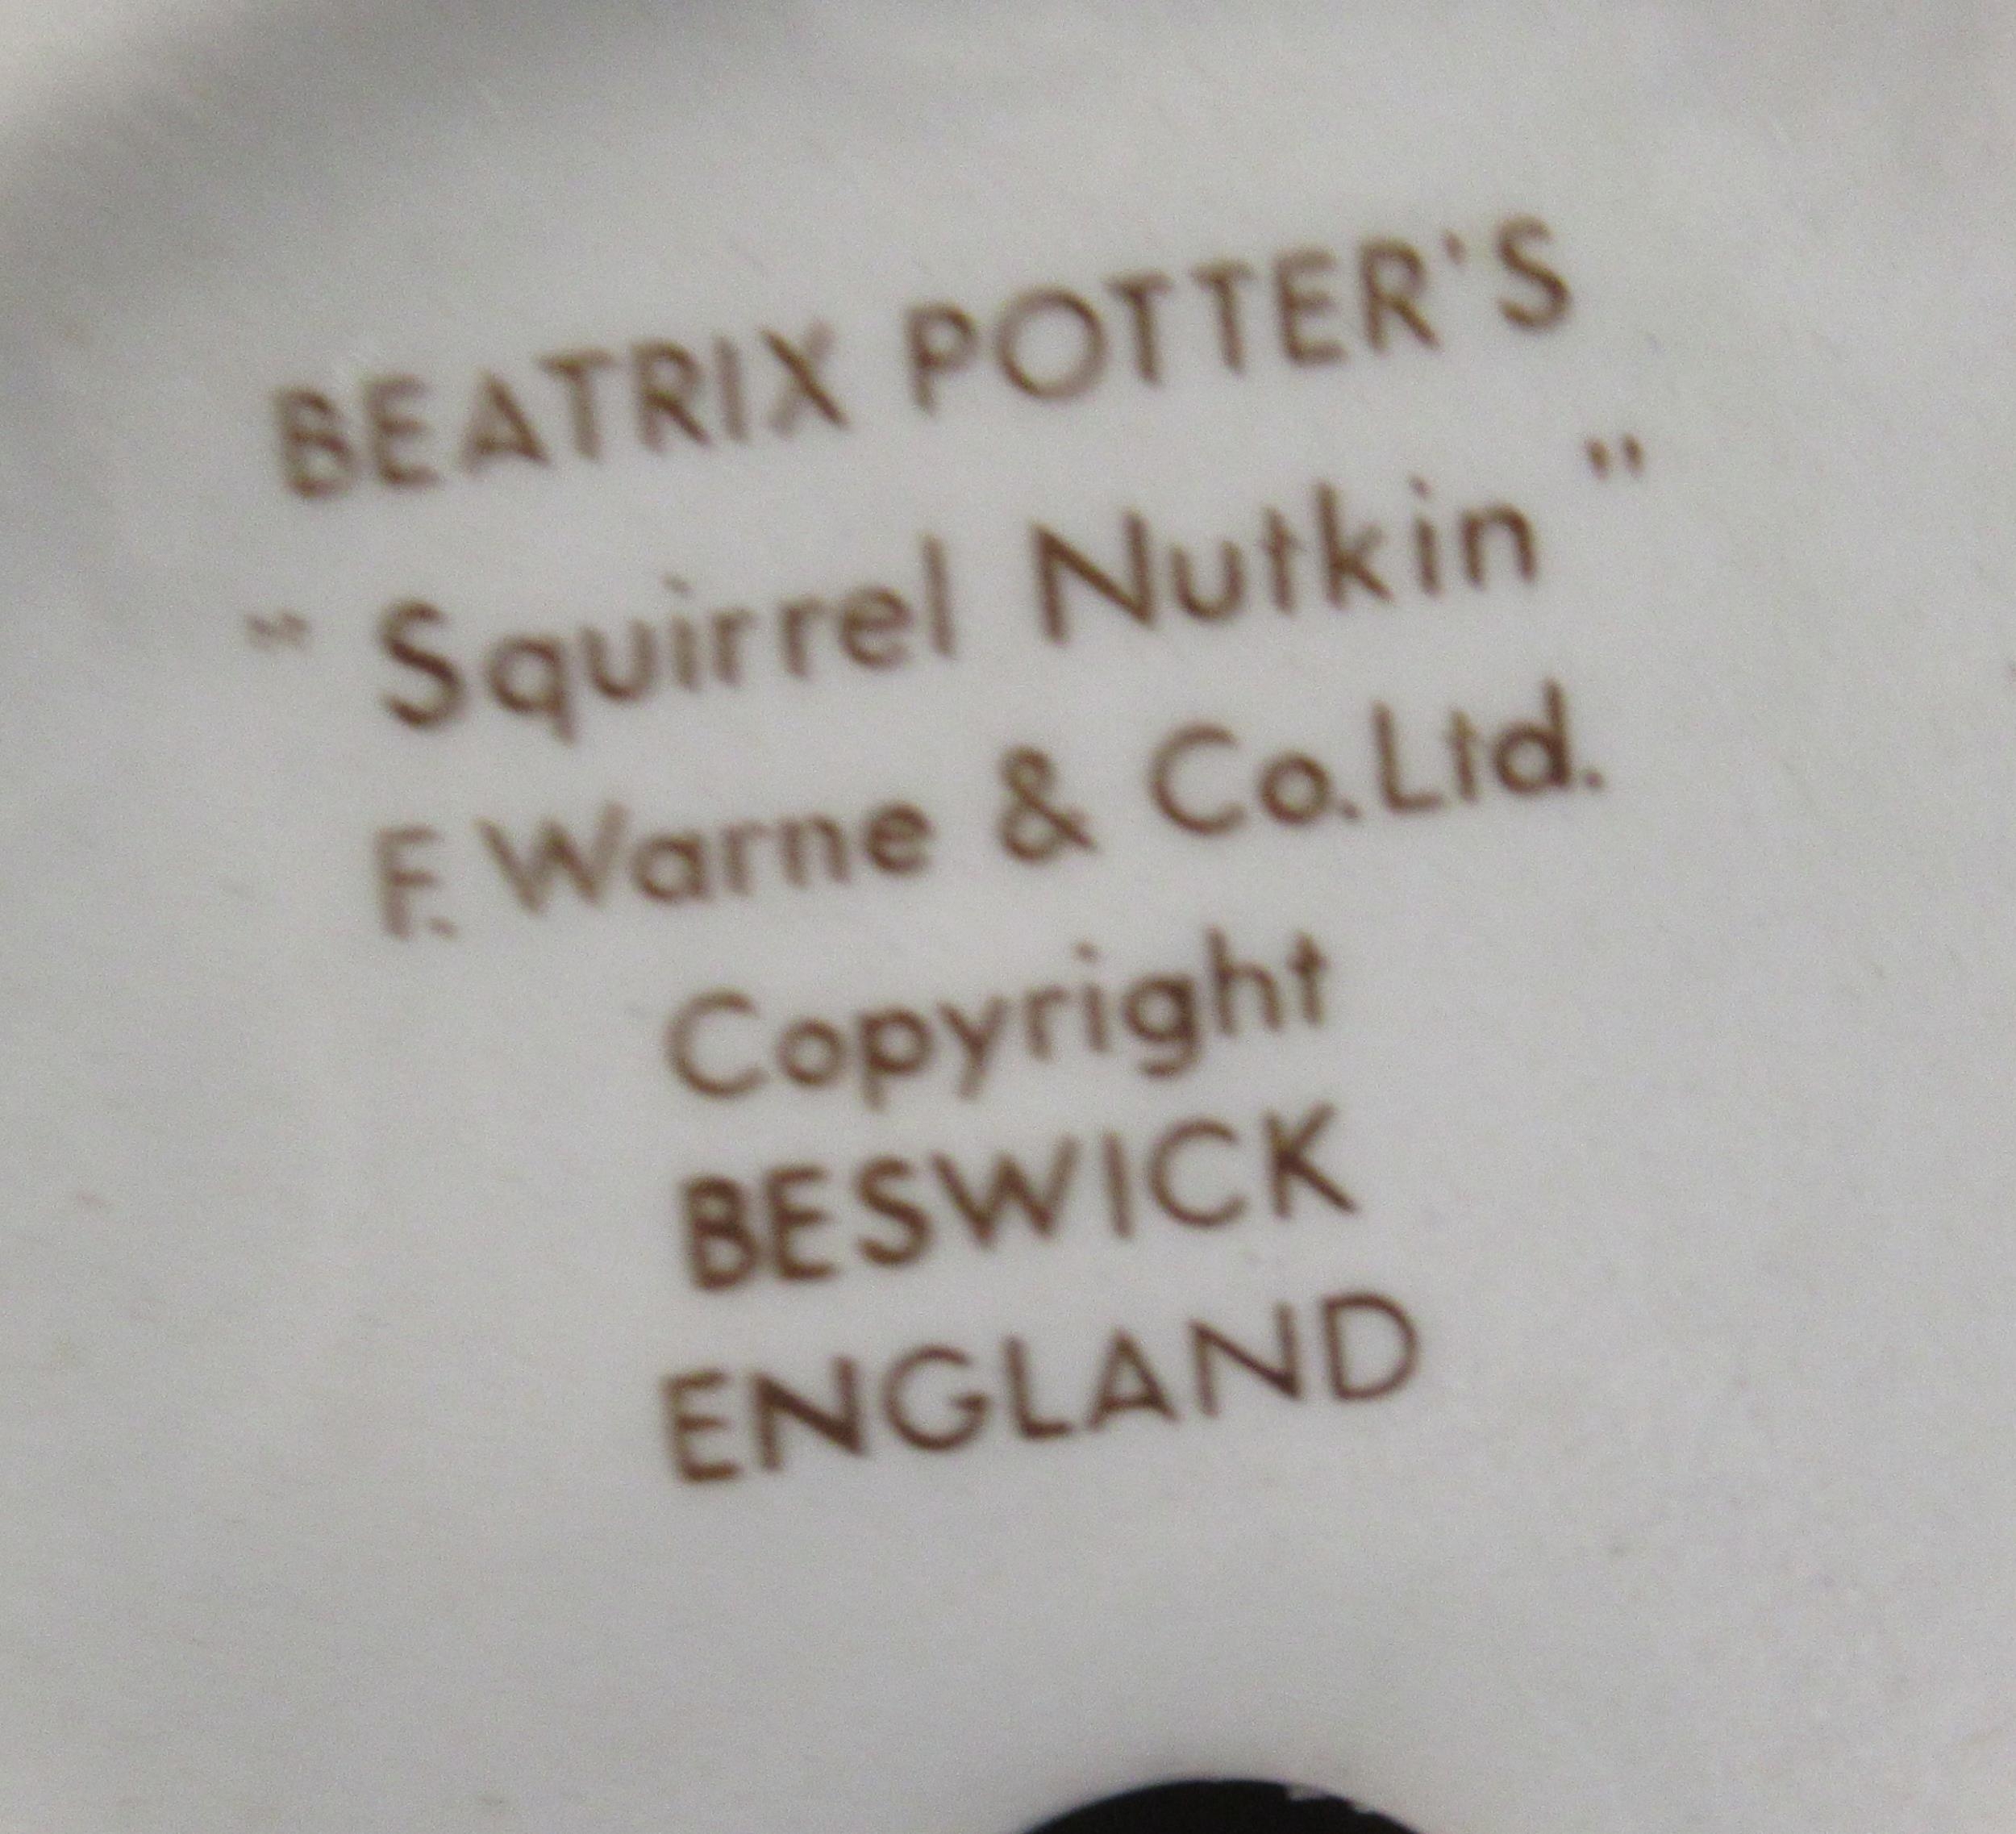 BEATRIX POTTER'S
" Squirrel Nutkin "
F. Warne & Co.Ltd.
Copyright
BESWICK
ENGLAND